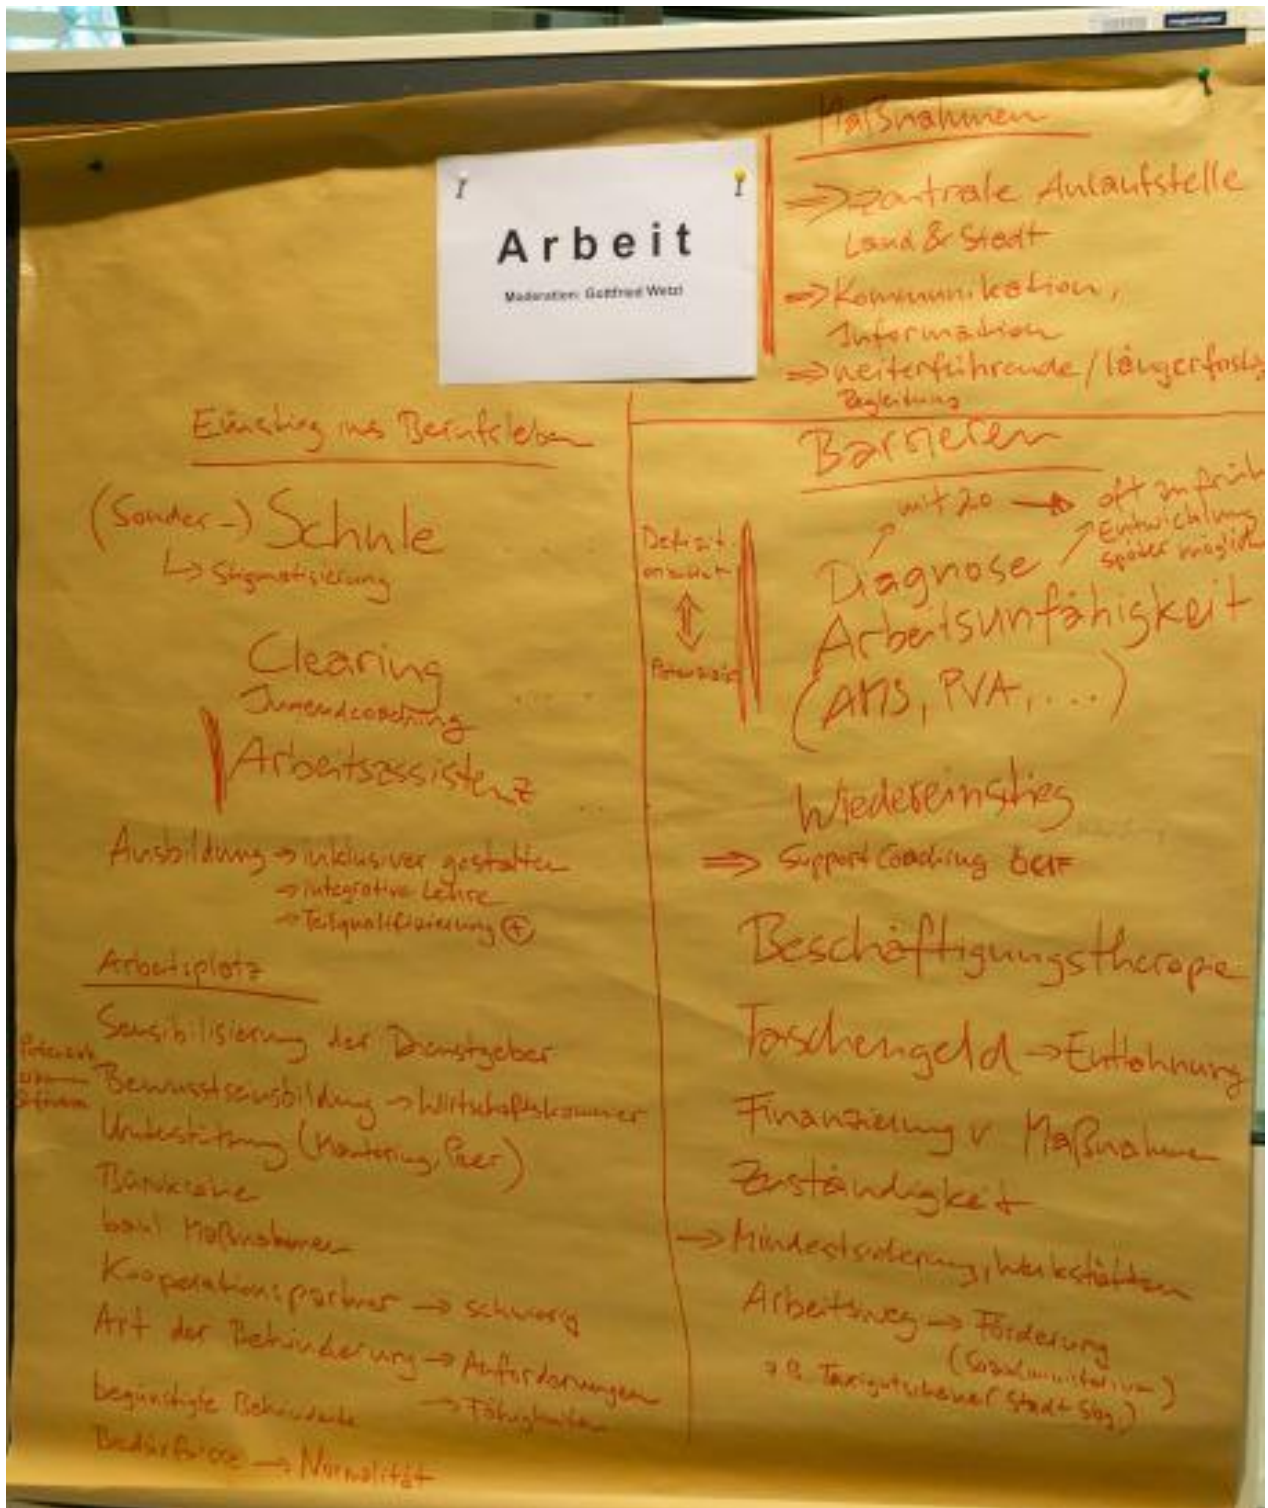 Arbeit
Moderation: Gottfried Wetzl
Maßnahmen
⇒ zentrale Anlaufstelle
Land & Stadt
⇒ Kommunikation,
Information
⇒ weiterführende / längerfristig
Begleitung
Einstieg ins Berufsleben
(Sonder-) Schule
↳ Stigmatisierung
Clearing
Jugendcoaching
Arbeitsassistenz
Ausbildung → inklusiver gestalten
→ integrative Lehre
→ Teilqualifizierung ⊕
Arbeitsplatz
Sensibilisierung der Dienstgeber
Bewusstseinsbildung → Wirtschaftskammer
Unterstützung (Mentoring, Peer)
Bürokratie
baul Maßnahmen
Kooperationspartner → schwierig
Art der Behinderung → Anforderungen
→ Fähigkeiten
begünstigte Behinderte
Bedürfnisse → Normalität
Barrieren
mit 20 → oft zu früh
Entwicklung
später möglich
Defizit
⇕
Diagnose
Arbeitsunfähigkeit
(AMS, PVA, ...)
Wiedereinstieg
⇒ Support Coaching
Beschäftigungstherapie
Taschengeld → Entlohnung
Finanzierung v Maßnahmen
Zuständigkeit
→ Mindestsicherung, Werkstätten
Arbeitsweg → Förderung
z.B. Taxigutscheine Stadt Sbg.)